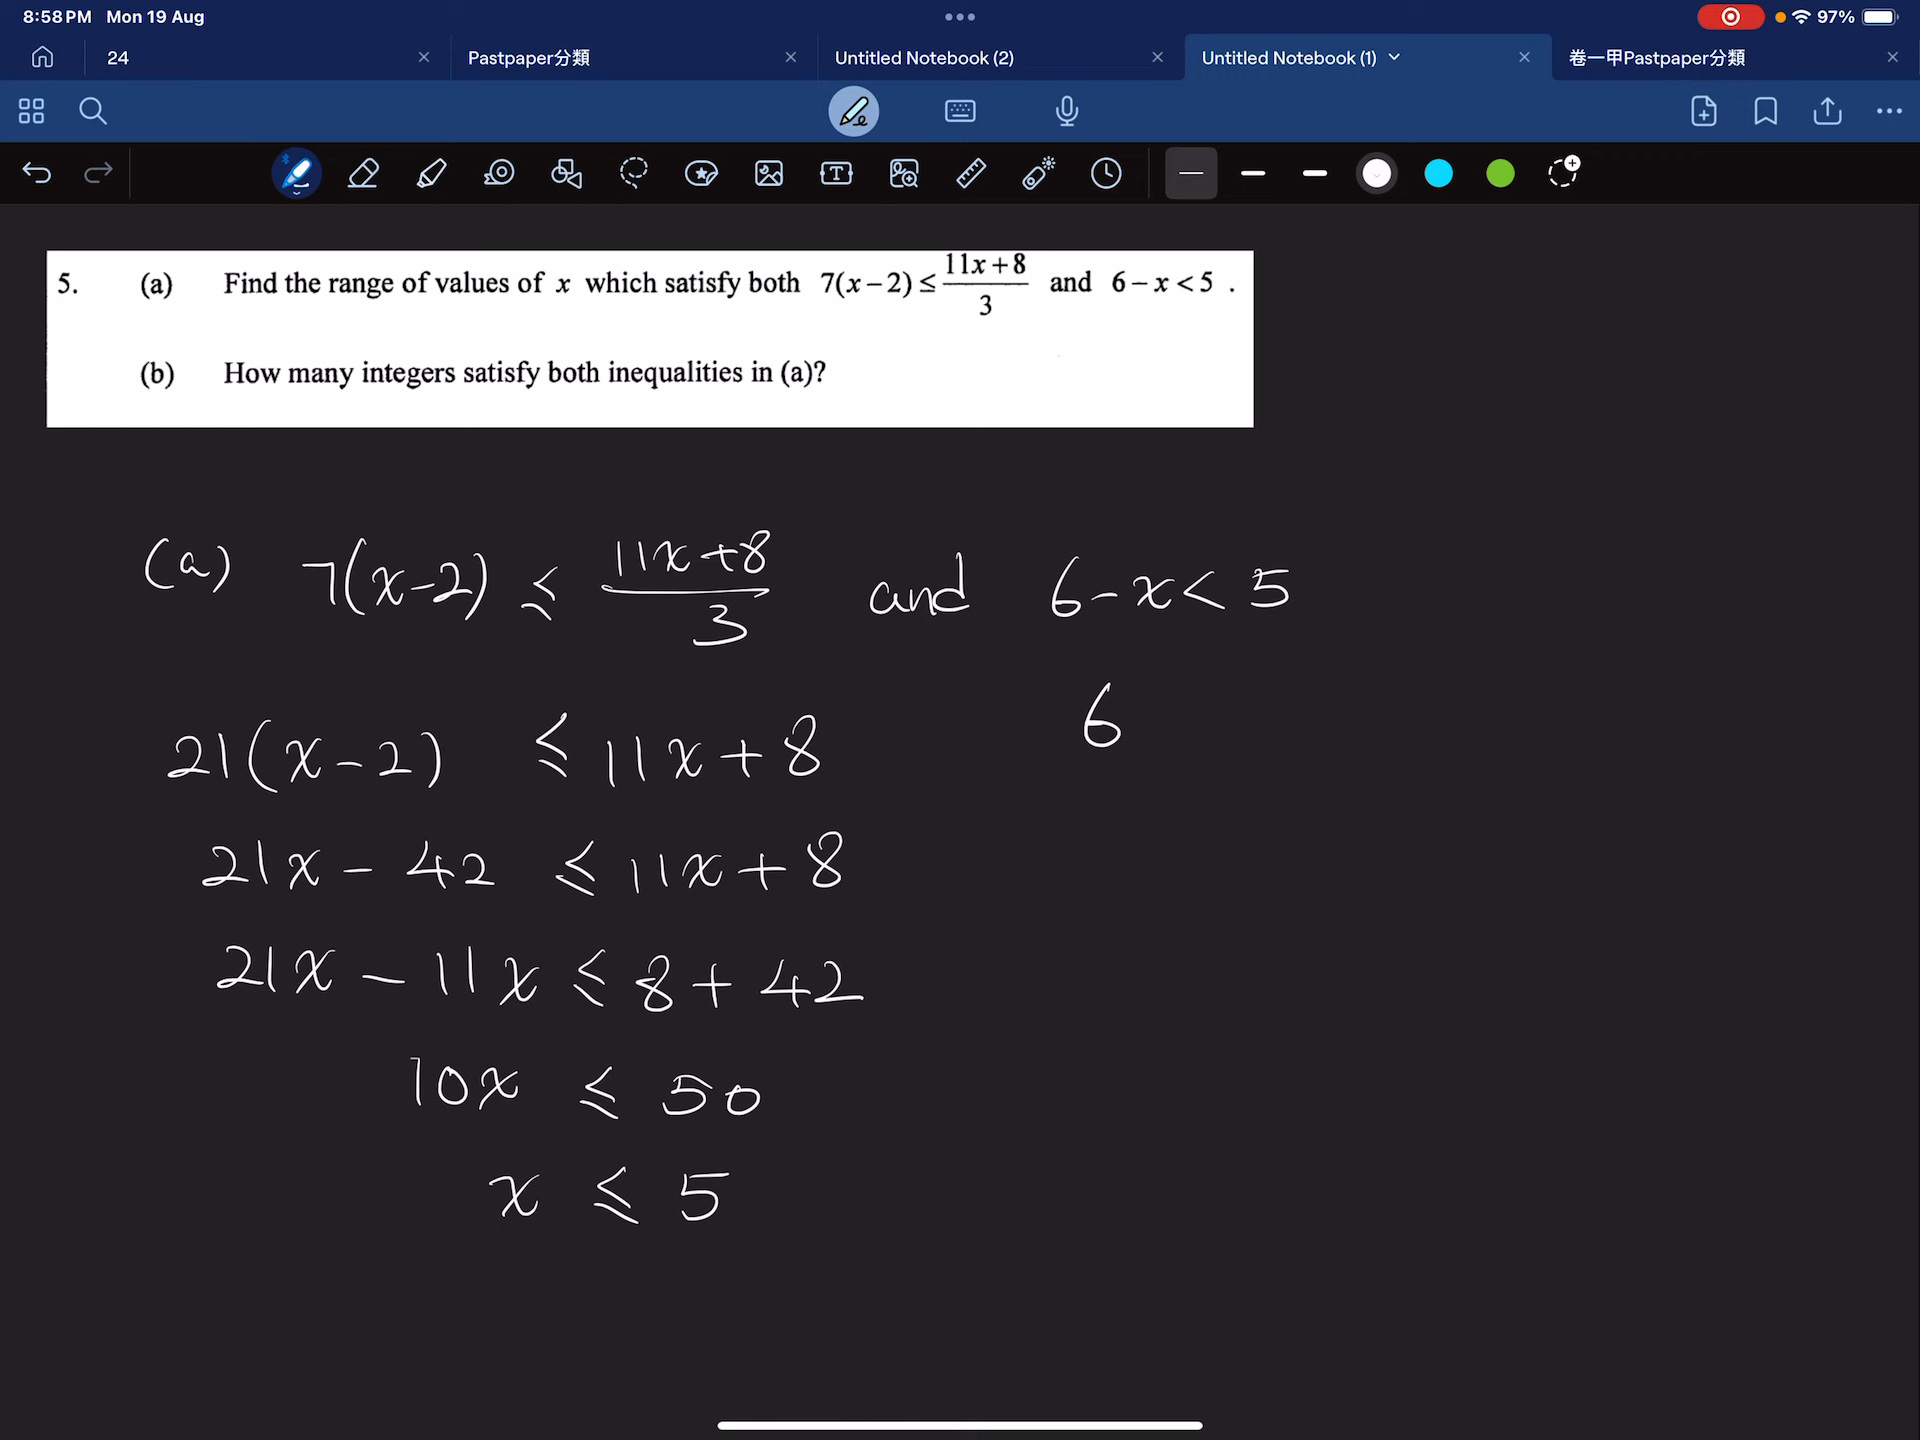 8:58 PM Mon 19 Aug 97%
24 Pastpaper分類 Untitled Notebook (2) Untitled Notebook (1) 卷一甲Pastpaper分類
5. (a) Find the range of values of x which satisfy both 7(x−2) ≤ (11x+8)/3 and 6−x<5 .
(b) How many integers satisfy both inequalities in (a)?
(a) 7(x-2) ≤ (11x+8)/3 and 6-x<5
21(x-2) ≤ 11x+8 6
21x - 42 ≤ 11x+8
21x - 11x ≤ 8+42
10x ≤ 50
x ≤ 5